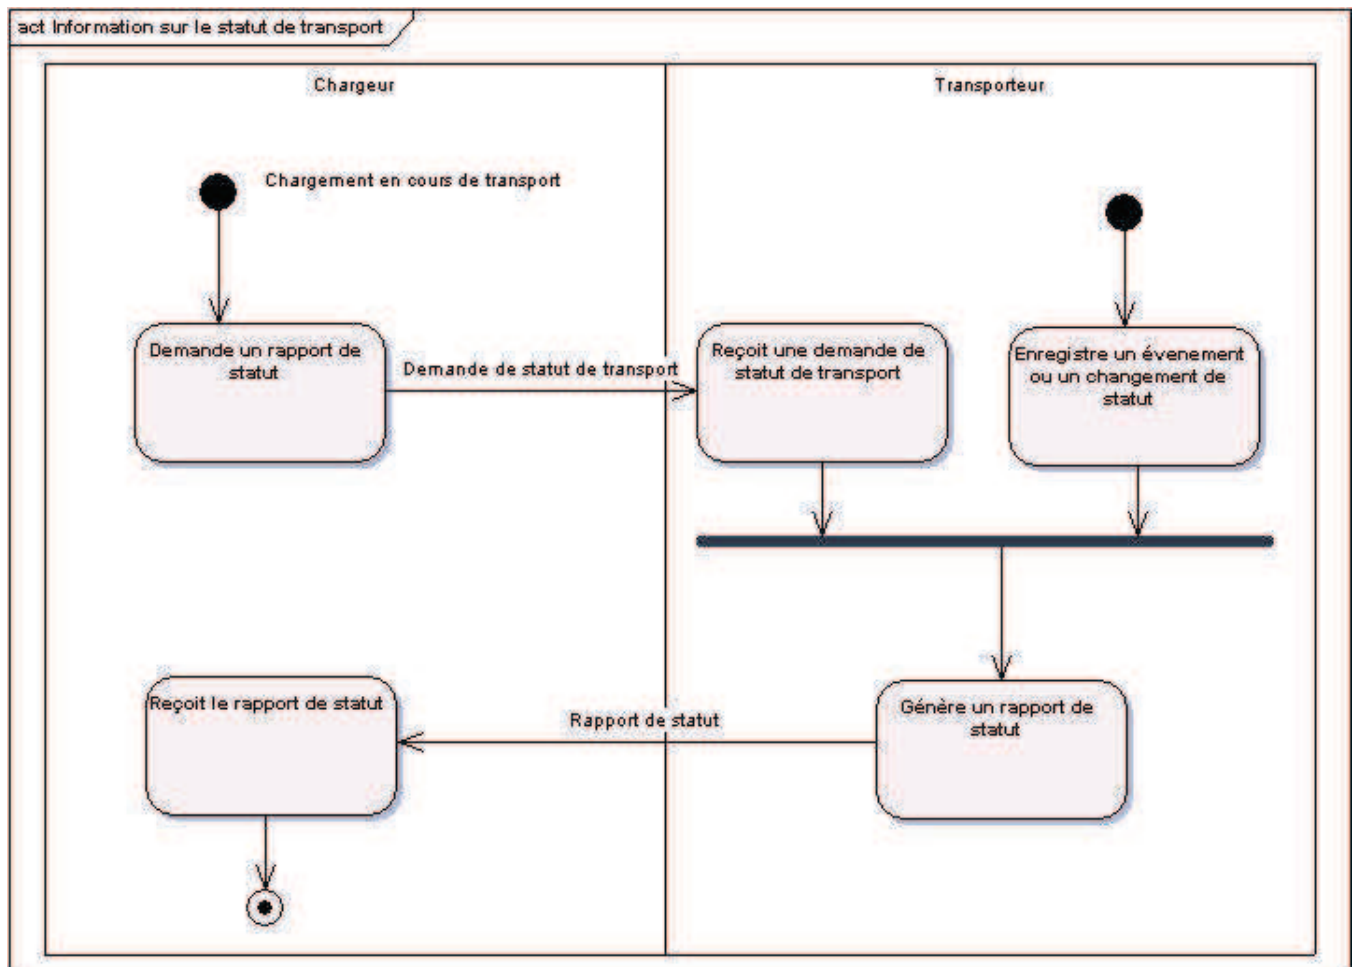 act Information sur le statut de transport
Chargeur
Transporteur
Chargement en cours de transport
Demande un rapport de
statut
Demande de statut de transport
Reçoit une demande de
statut de transport
Enregistre un évenement
ou un changement de
statut
Reçoit le rapport de statut
Rapport de statut
Génère un rapport de
statut